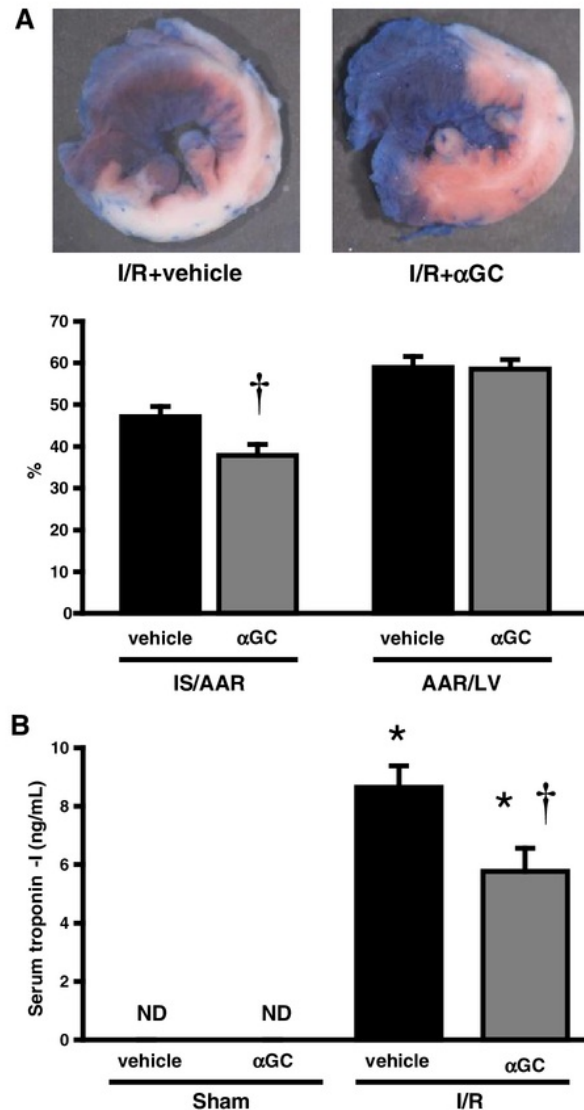 A
I/R+vehicle I/R+αGC
70
60
50
40
30
20
10
0
%
†
vehicle αGC vehicle αGC
IS/AAR AAR/LV
B
10
8
6
4
2
0
Serum troponin -I (ng/mL)
*
* †
ND ND
vehicle αGC vehicle αGC
Sham I/R